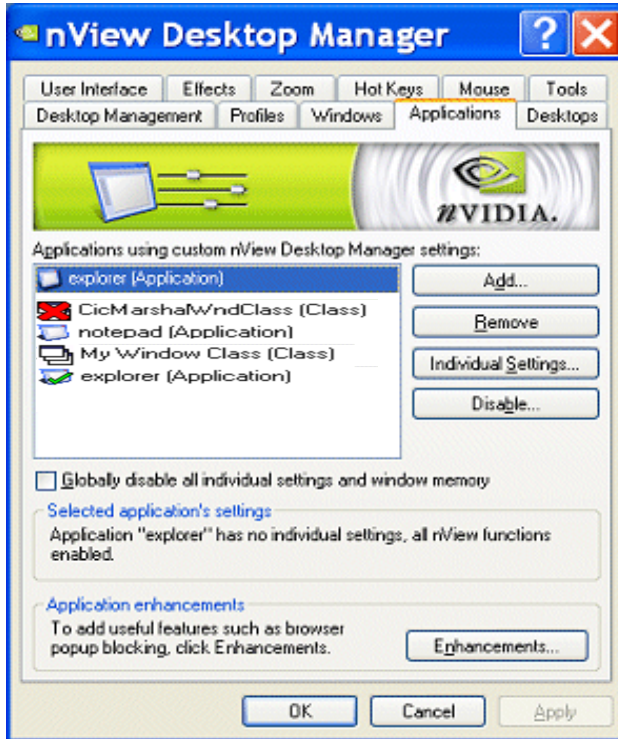 nView Desktop Manager
User Interface Effects Zoom Hot Keys Mouse Tools
Desktop Management Profiles Windows Applications Desktops
nVIDIA.
Applications using custom nView Desktop Manager settings:
explorer (Application)
CicMarshalWndClass (Class)
notepad (Application)
My Window Class (Class)
explorer (Application)
Add...
Remove
Individual Settings...
Disable...
Globally disable all individual settings and window memory
Selected application's settings
Application "explorer" has no individual settings, all nView functions
enabled.
Application enhancements
To add useful features such as browser
popup blocking, click Enhancements.
Enhancements...
OK Cancel Apply